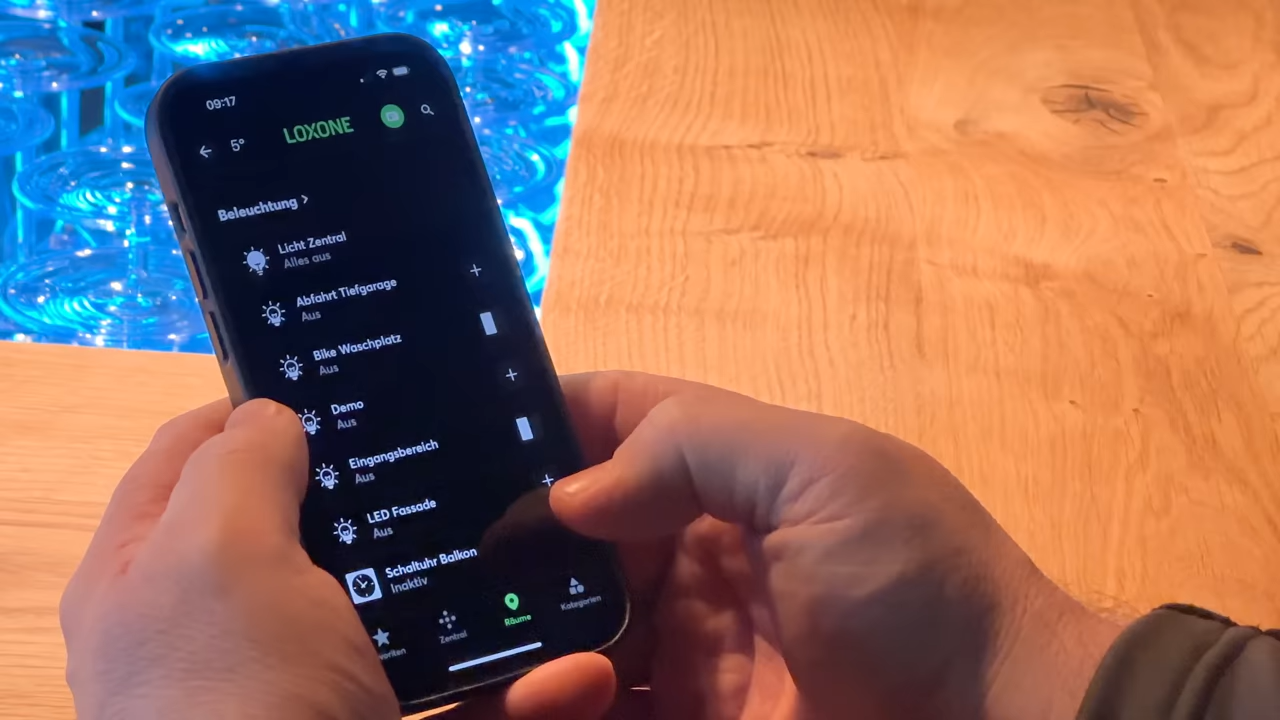 09:17
5°
LOXONE
Beleuchtung >
Licht Zentral
Alles aus
Abfahrt Tiefgarage
Aus
Bike Waschplatz
Aus
Demo
Aus
Eingangsbereich
Aus
LED Fassade
Aus
Schaltuhr Balkon
Inaktiv
voriten
Zentral
Räume
Kategorien